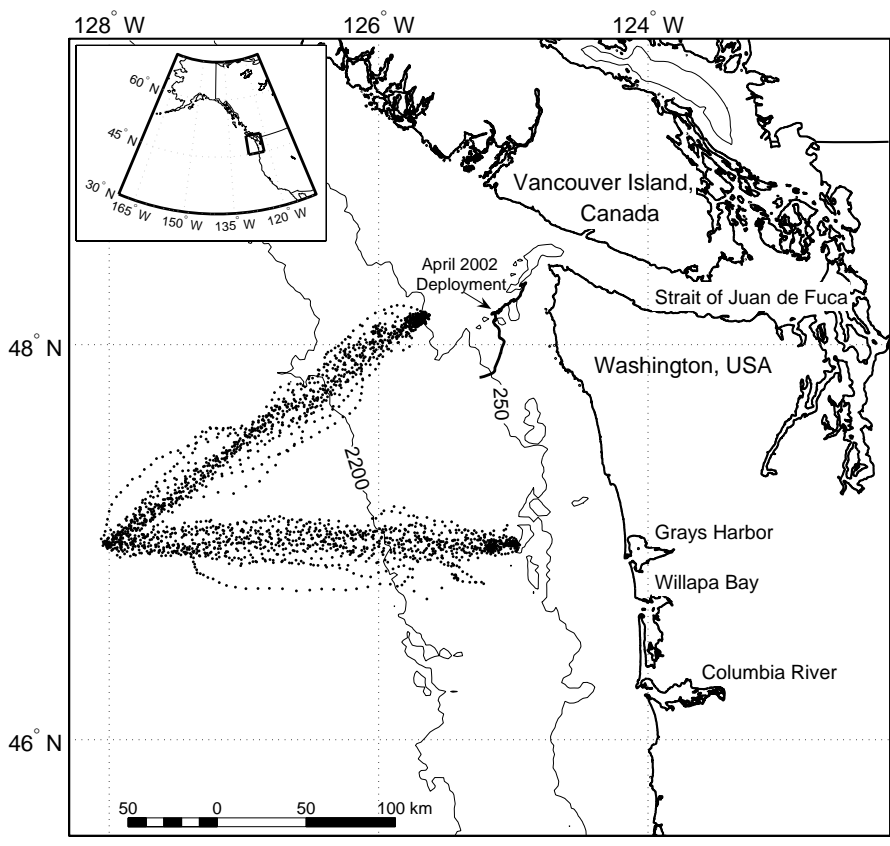 128° W
126° W
124° W
60° N
45° N
30° N
165° W
150° W
135° W
120° W
Vancouver Island,
Canada
April 2002
Deployment
Strait of Juan de Fuca
48° N
Washington, USA
250
2200
Grays Harbor
Willapa Bay
Columbia River
46° N
50 0 50 100 km